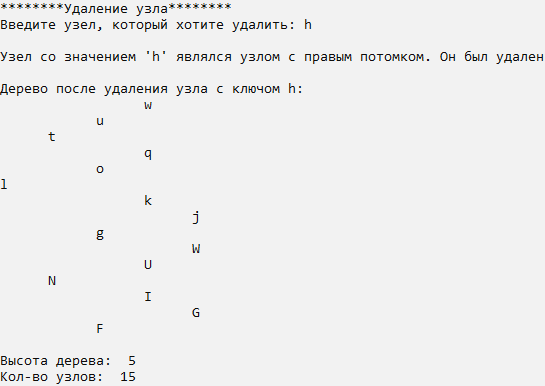 ********Удаление узла********
Введите узел, который хотите удалить: h
Узел со значением 'h' являлся узлом с правым потомком. Он был удален
Дерево после удаления узла с ключом h:
w
u
t
q
o
l
k
j
g
W
U
N
I
G
F
Высота дерева:  5
Кол-во узлов:  15